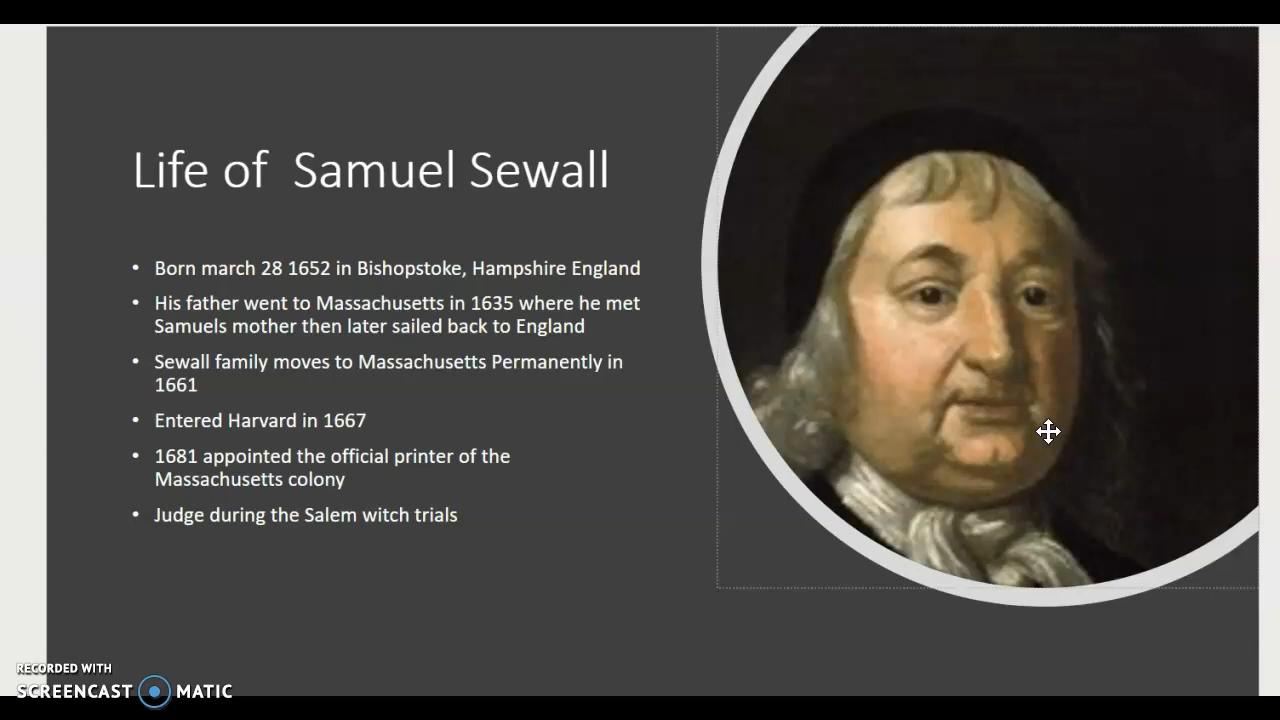 Life of  Samuel Sewall
• Born march 28 1652 in Bishopstoke, Hampshire England
• His father went to Massachusetts in 1635 where he met
Samuels mother then later sailed back to England
• Sewall family moves to Massachusetts Permanently in
1661
• Entered Harvard in 1667
• 1681 appointed the official printer of the
Massachusetts colony
• Judge during the Salem witch trials
RECORDED WITH
SCREENCAST MATIC